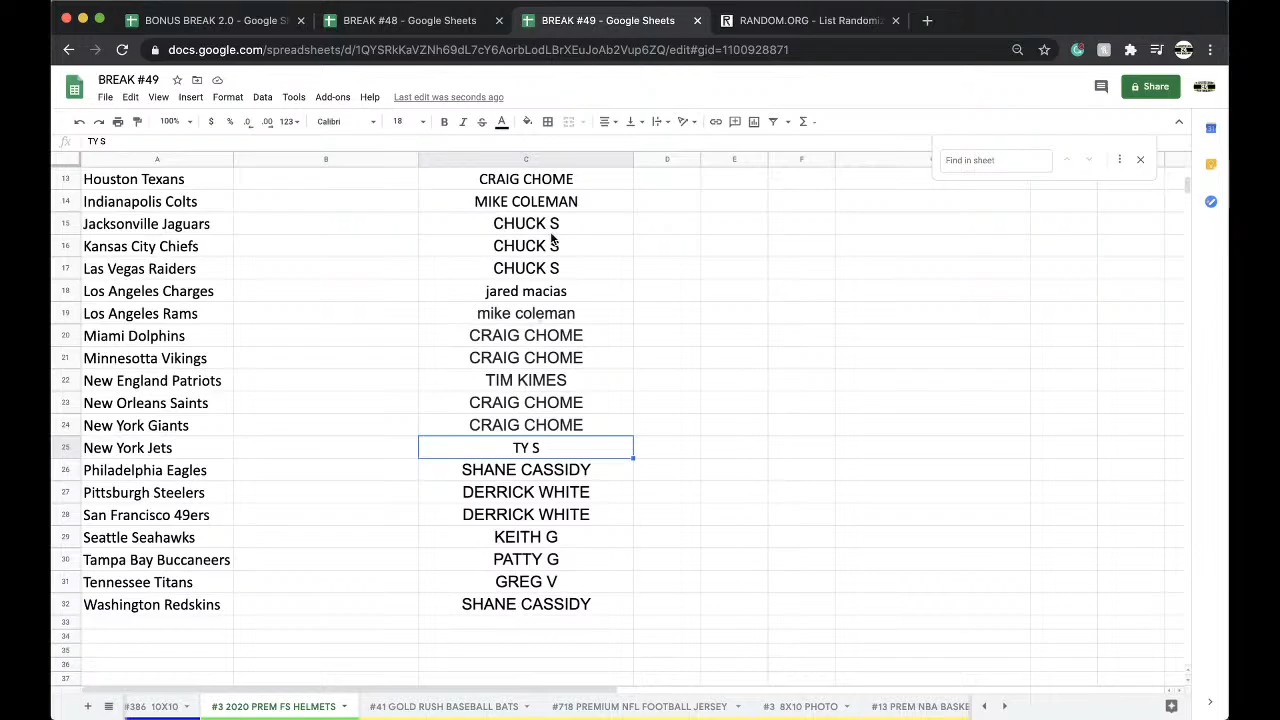 BONUS BREAK 2.0 - Google S
BREAK #48 - Google Sheets
BREAK #49 - Google Sheets
RANDOM.ORG - List Randomiz
docs.google.com/spreadsheets/d/1QYSRkKaVZNh69dL7cY6AorbLodLBrXEuJoAb2Vup6ZQ/edit#gid=1100928871
BREAK #49
File Edit View Insert Format Data Tools Add-ons Help Last edit was seconds ago
Share
100% $ % .0 .00 123 Calibri 18 B I S A
fx TY S
Find in sheet
A B C D E F
13 Houston Texans CRAIG CHOME
14 Indianapolis Colts MIKE COLEMAN
15 Jacksonville Jaguars CHUCK S
16 Kansas City Chiefs CHUCK S
17 Las Vegas Raiders CHUCK S
18 Los Angeles Charges jared macias
19 Los Angeles Rams mike coleman
20 Miami Dolphins CRAIG CHOME
21 Minnesotta Vikings CRAIG CHOME
22 New England Patriots TIM KIMES
23 New Orleans Saints CRAIG CHOME
24 New York Giants CRAIG CHOME
25 New York Jets TY S
26 Philadelphia Eagles SHANE CASSIDY
27 Pittsburgh Steelers DERRICK WHITE
28 San Francisco 49ers DERRICK WHITE
29 Seattle Seahawks KEITH G
30 Tampa Bay Buccaneers PATTY G
31 Tennessee Titans GREG V
32 Washington Redskins SHANE CASSIDY
33
34
35
36
37
#386 10X10
#3 2020 PREM FS HELMETS
#41 GOLD RUSH BASEBALL BATS
#718 PREMIUM NFL FOOTBALL JERSEY
#3 8X10 PHOTO
#13 PREM NBA BASKE